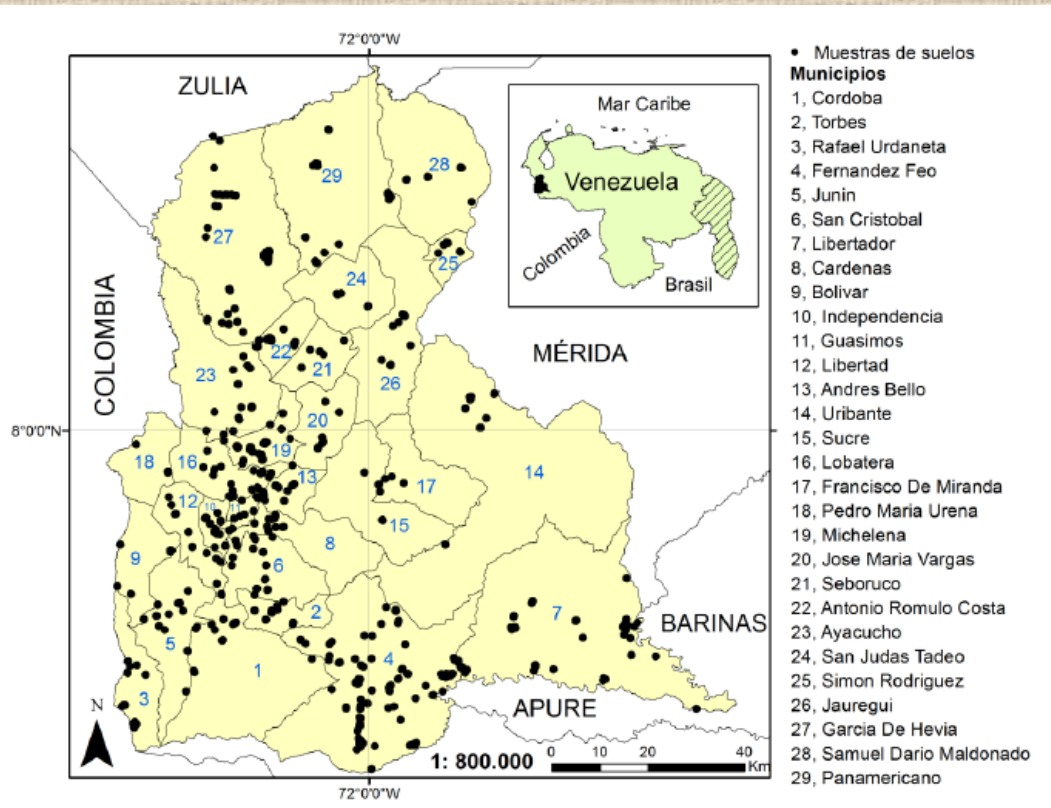 72°0'0"W
ZULIA
29
28
27
25
24
22
21
23
26
COLOMBIA
MÉRIDA
20
8°0'0"N
19
18
16
13
14
17
12
10
11
15
8
9
6
7
2
BARINAS
5
4
1
3
N
APURE
1: 800.000
0 10 20 40
Km
72°0'0"W
Mar Caribe
Venezuela
Colombia
Brasil
Muestras de suelos
Municipios
1, Cordoba
2, Torbes
3, Rafael Urdaneta
4, Fernandez Feo
5, Junin
6, San Cristobal
7, Libertador
8, Cardenas
9, Bolivar
10, Independencia
11, Guasimos
12, Libertad
13, Andres Bello
14, Uribante
15, Sucre
16, Lobatera
17, Francisco De Miranda
18, Pedro Maria Urena
19, Michelena
20, Jose Maria Vargas
21, Seboruco
22, Antonio Romulo Costa
23, Ayacucho
24, San Judas Tadeo
25, Simon Rodriguez
26, Jauregui
27, Garcia De Hevia
28, Samuel Dario Maldonado
29, Panamericano